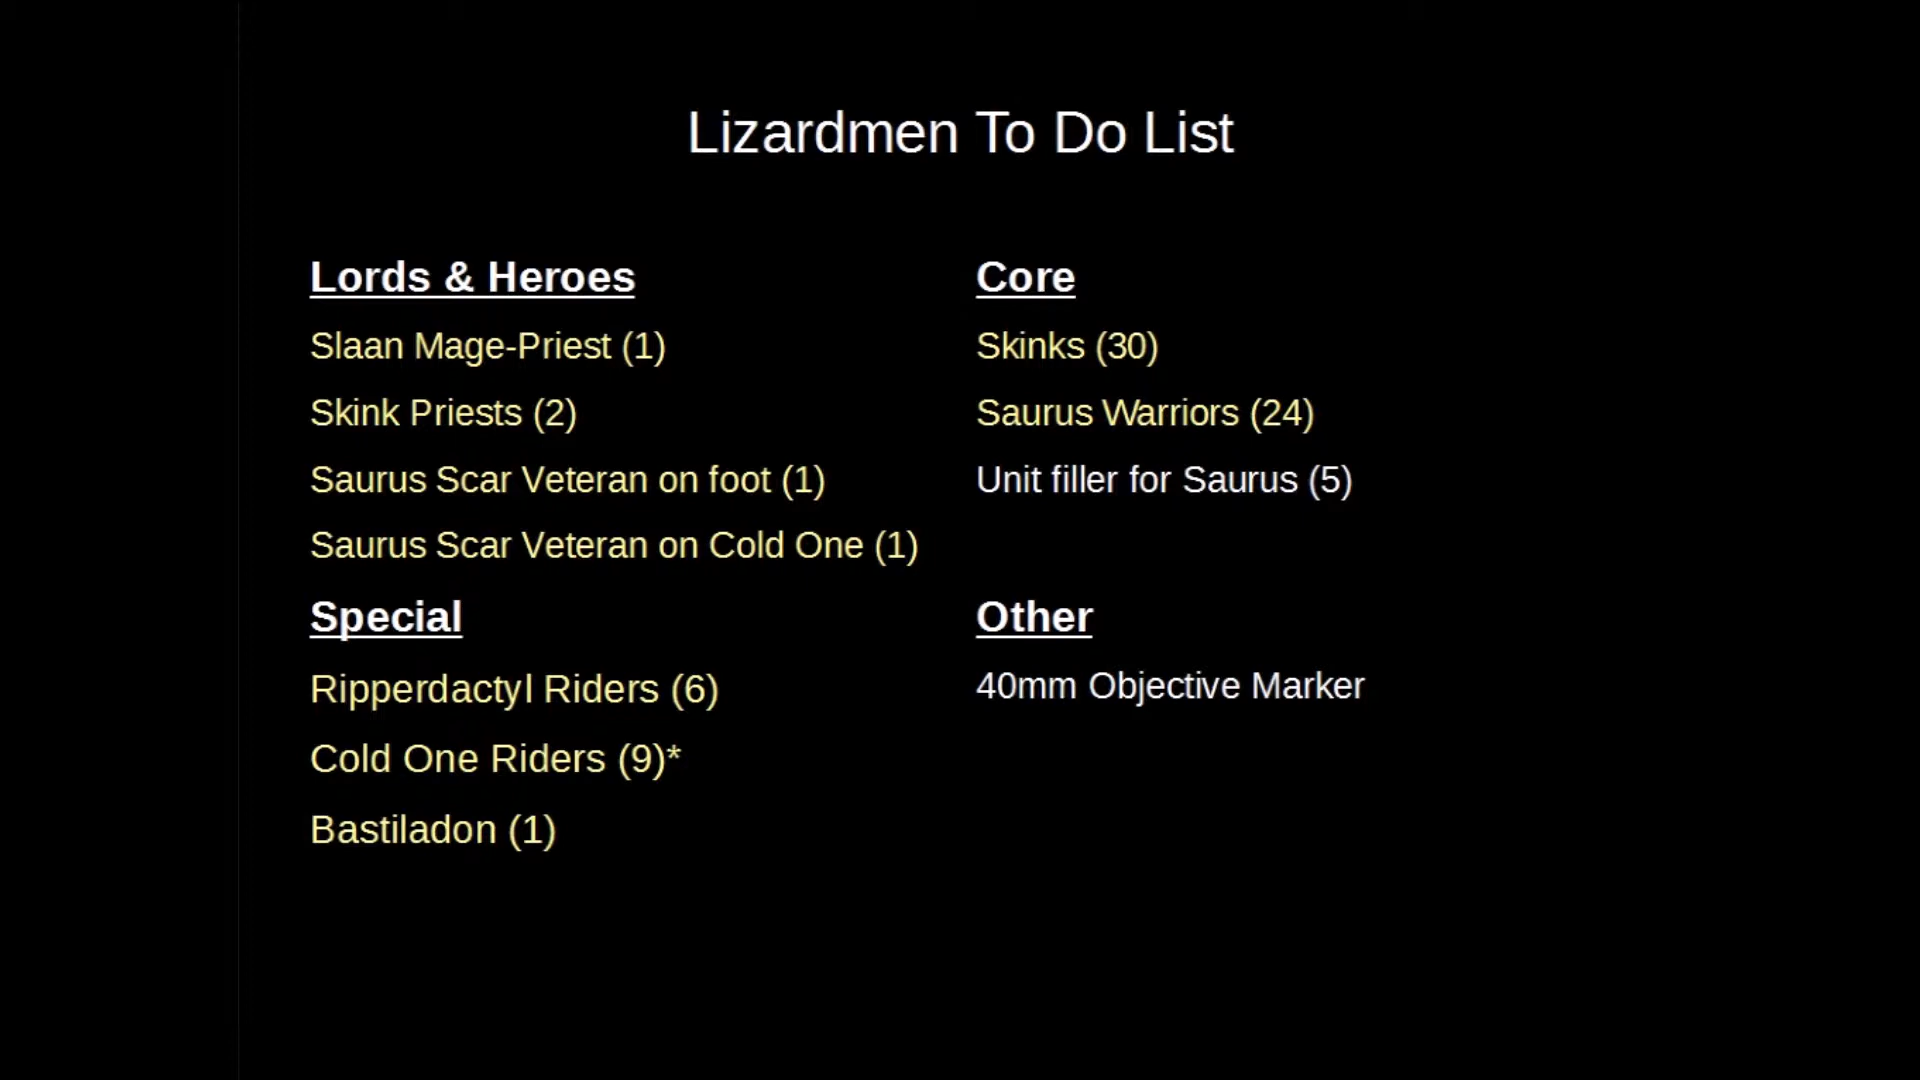 Lizardmen To Do List
Lords & Heroes
Slaan Mage-Priest (1)
Skink Priests (2)
Saurus Scar Veteran on foot (1)
Saurus Scar Veteran on Cold One (1)
Special
Ripperdactyl Riders (6)
Cold One Riders (9)*
Bastiladon (1)
Core
Skinks (30)
Saurus Warriors (24)
Unit filler for Saurus (5)
Other
40mm Objective Marker